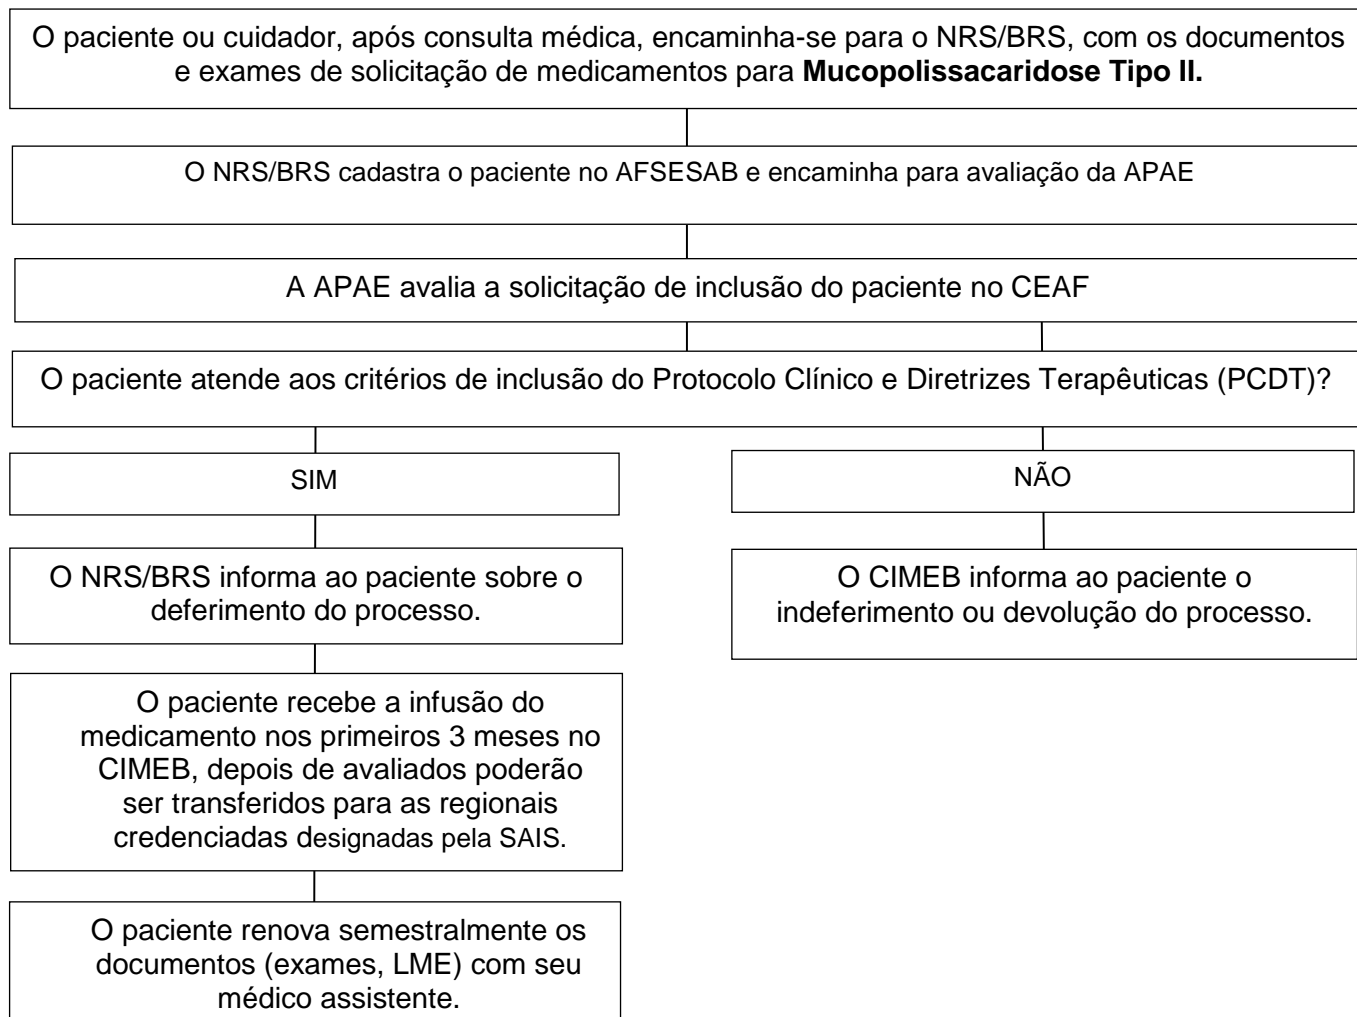 O paciente ou cuidador, após consulta médica, encaminha-se para o NRS/BRS, com os documentos
e exames de solicitação de medicamentos para Mucopolissacaridose Tipo II.
O NRS/BRS cadastra o paciente no AFSESAB e encaminha para avaliação da APAE
A APAE avalia a solicitação de inclusão do paciente no CEAF
O paciente atende aos critérios de inclusão do Protocolo Clínico e Diretrizes Terapêuticas (PCDT)?
SIM
NÃO
O NRS/BRS informa ao paciente sobre o
deferimento do processo.
O CIMEB informa ao paciente o
indeferimento ou devolução do processo.
O paciente recebe a infusão do
medicamento nos primeiros 3 meses no
CIMEB, depois de avaliados poderão
ser transferidos para as regionais
credenciadas designadas pela SAIS.
O paciente renova semestralmente os
documentos (exames, LME) com seu
médico assistente.